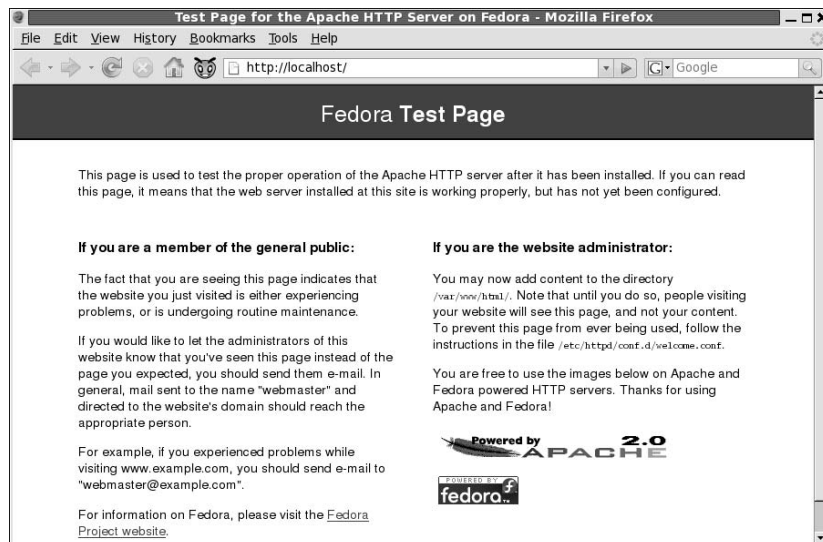 Test Page for the Apache HTTP Server on Fedora - Mozilla Firefox
File Edit View History Bookmarks Tools Help
http://localhost/
G Google
Fedora Test Page
This page is used to test the proper operation of the Apache HTTP server after it has been installed. If you can read
this page, it means that the web server installed at this site is working properly, but has not yet been configured.
If you are a member of the general public:
The fact that you are seeing this page indicates that
the website you just visited is either experiencing
problems, or is undergoing routine maintenance.
If you would like to let the administrators of this
website know that you've seen this page instead of the
page you expected, you should send them e-mail. In
general, mail sent to the name "webmaster" and
directed to the website's domain should reach the
appropriate person.
For example, if you experienced problems while
visiting www.example.com, you should send e-mail to
"webmaster@example.com".
For information on Fedora, please visit the Fedora
Project website.
If you are the website administrator:
You may now add content to the directory
/var/www/html/. Note that until you do so, people visiting
your website will see this page, and not your content.
To prevent this page from ever being used, follow the
instructions in the file /etc/httpd/conf.d/welcome.conf.
You are free to use the images below on Apache and
Fedora powered HTTP servers. Thanks for using
Apache and Fedora!
Powered by 2.0
APACHE
POWERED BY
fedora™